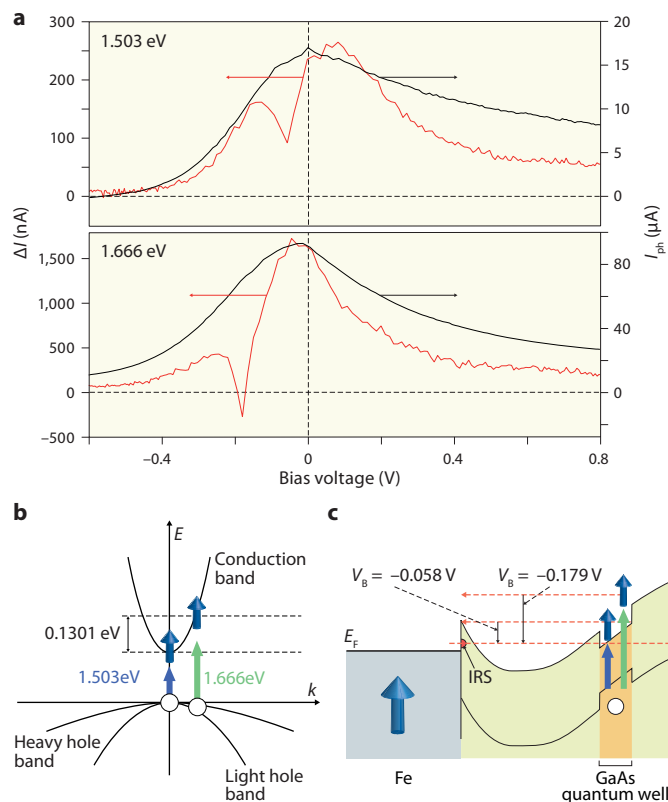 a
1.503 eV
300
250
200
150
100
50
0
20
15
10
5
0
1.666 eV
1,500
1,000
500
0
−500
80
40
0
ΔI (nA)
I_ph (μA)
−0.4
0
0.4
0.8
Bias voltage (V)
b
E
Conduction
band
0.1301 eV
1.503eV
1.666eV
k
Heavy hole
band
Light hole
band
c
V_B = −0.058 V
V_B = −0.179 V
E_F
IRS
Fe
GaAs
quantum well